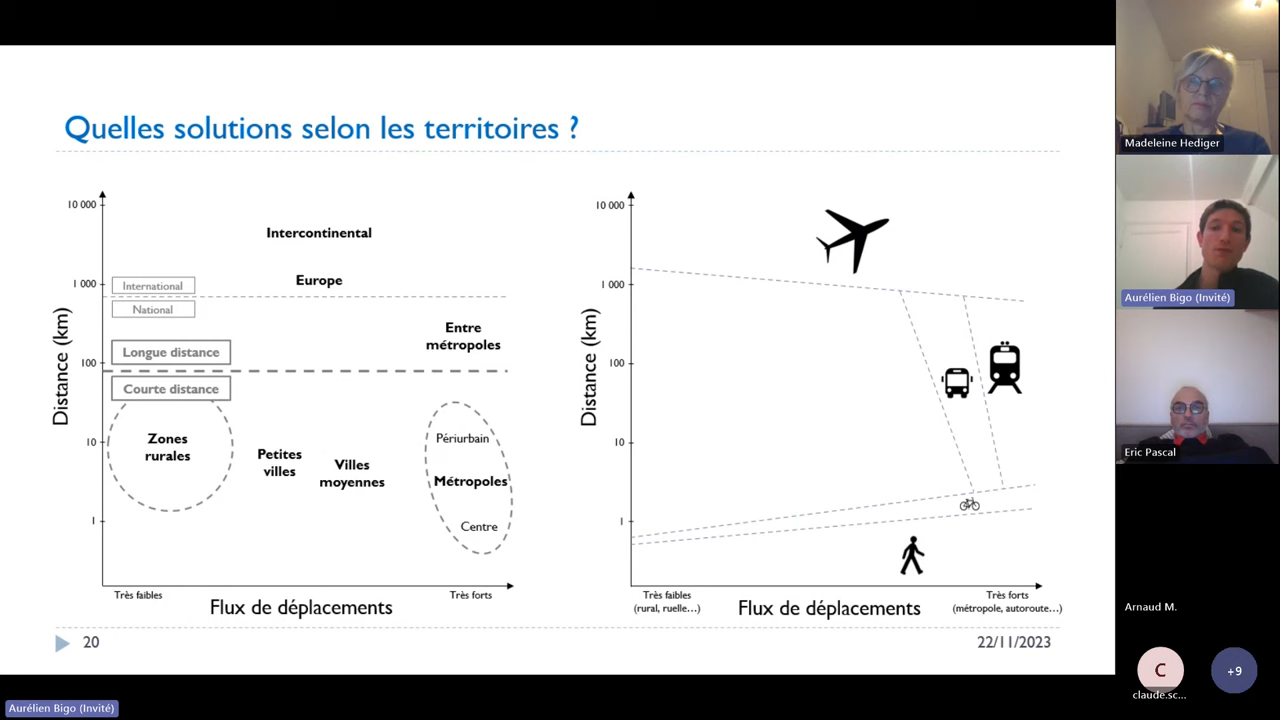 Quelles solutions selon les territoires ?
Distance (km)
10 000
1 000
100
10
1
Intercontinental
Europe
International
National
Entre
métropoles
Longue distance
Courte distance
Zones
rurales
Petites
villes
Villes
moyennes
Périurbain
Métropoles
Centre
Très faibles
Très forts
Flux de déplacements
Distance (km)
10 000
1 000
100
10
1
Très faibles
(rural, ruelle...)
Très forts
(métropole, autoroute...)
Flux de déplacements
20
22/11/2023
Aurélien Bigo (Invité)
Madeleine Hediger
Aurélien Bigo (Invité)
Eric Pascal
Arnaud M.
C
claude.sc...
+9